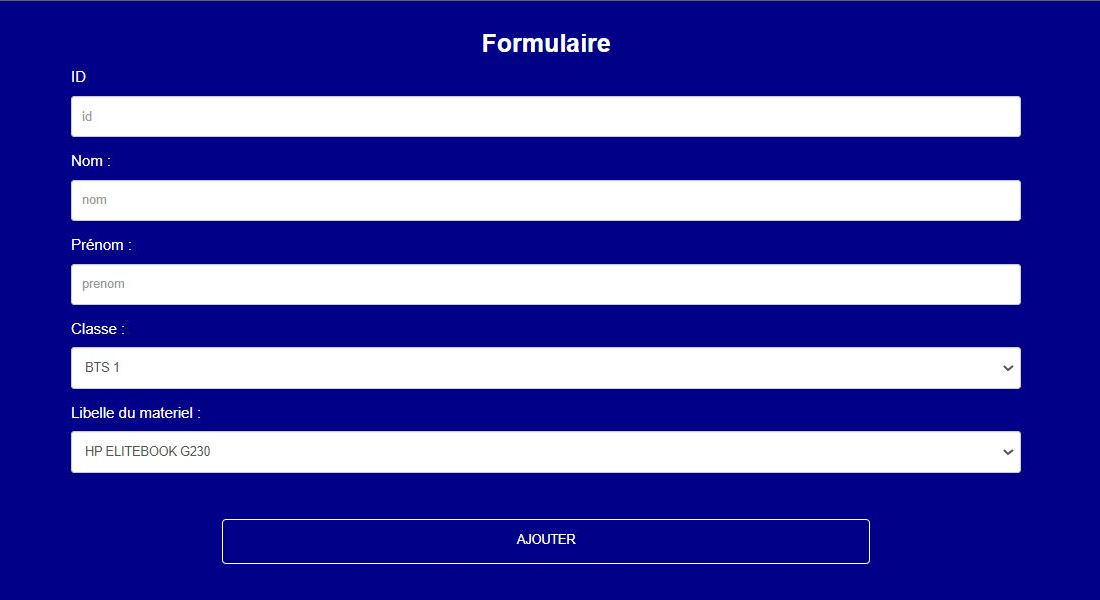 Formulaire
ID
id
Nom :
nom
Prénom :
prenom
Classe :
BTS 1
Libelle du materiel :
HP ELITEBOOK G230
AJOUTER